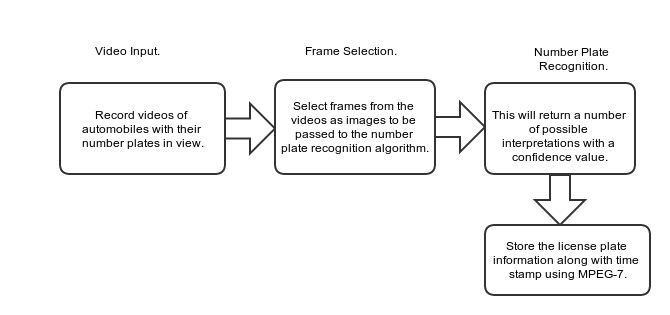 Video Input.
Record videos of
automobiles with their
number plates in view.
Frame Selection.
Select frames from the
videos as images to be
passed to the number
plate recognition algorithm.
Number Plate
Recognition.
This will return a number
of possible
interpretations with a
confidence value.
Store the license plate
information along with time
stamp using MPEG-7.